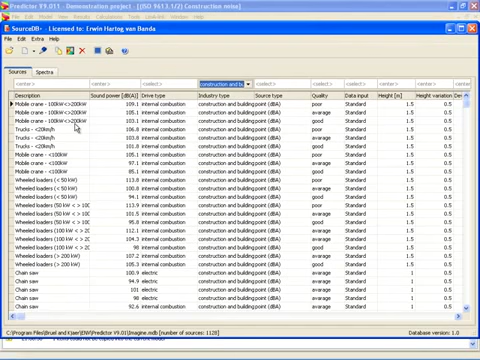 Predictor V9.011 - Demonstration project - [(ISO 9613.1/2) Construction noise]
SourceDB+ - Licensed to: Erwin Hartog van Banda
File Edit Extra Help
Sources Spectra
<enter> <enter> <select> construction and bu <select> <select> <select> <enter> <enter>
Description Sound power [dB(A)] Drive type Industry type Source type Quality Data input Height [m] Height variation Des
Mobile crane - 100kW<>200kW 109.1 internal combustion construction and building point (dBA) poor Standard 1.5 0.5
Mobile crane - 100kW<>200kW 106.1 internal combustion construction and building point (dBA) avarage Standard 1.5 0.5
Mobile crane - 100kW<>200kW 103.1 internal combustion construction and building point (dBA) good Standard 1.5 0.5
Trucks - <20km/h 106.8 internal combustion construction and building point (dBA) poor Standard 1.5 0.5
Trucks - <20km/h 103.8 internal combustion construction and building point (dBA) avarage Standard 1.5 0.5
Trucks - <20km/h 101.8 internal combustion construction and building point (dBA) good Standard 1.5 0.5
Mobile crane - <100kW 105.1 internal combustion construction and building point (dBA) poor Standard 1.5 0.5
Mobile crane - <100kW 97.1 internal combustion construction and building point (dBA) avarage Standard 1.5 0.5
Mobile crane - <100kW 85.1 internal combustion construction and building point (dBA) good Standard 1.5 0.5
Wheeled loaders (< 50 kW) 113.8 internal combustion construction and building point (dBA) poor Standard 1.5 0.5
Wheeled loaders (< 50 kW) 100.8 internal combustion construction and building point (dBA) avarage Standard 1.5 0.5
Wheeled loaders (< 50 kW) 94.1 internal combustion construction and building point (dBA) good Standard 1.5 0.5
Wheeled loaders (50 kW < > 10C 113.9 internal combustion construction and building point (dBA) poor Standard 1.5 0.5
Wheeled loaders (50 kW < > 10C 101.5 internal combustion construction and building point (dBA) avarage Standard 1.5 0.5
Wheeled loaders (50 kW < > 10C 95.8 internal combustion construction and building point (dBA) good Standard 1.5 0.5
Wheeled loaders (100 kW < > 20 112.1 internal combustion construction and building point (dBA) poor Standard 1.5 0.5
Wheeled loaders (100 kW < > 20 104.3 internal combustion construction and building point (dBA) avarage Standard 1.5 0.5
Wheeled loaders (100 kW < > 20 98 internal combustion construction and building point (dBA) good Standard 1.5 0.5
Wheeled loaders (> 200 kW) 107.2 internal combustion construction and building point (dBA) avarage Standard 1.5 0.5
Wheeled loaders (> 200 kW) 105.3 internal combustion construction and building point (dBA) good Standard 1.5 0.5
Chain saw 100.9 electric construction and building point (dBA) poor Standard 1 0.5
Chain saw 94.9 electric construction and building point (dBA) avarage Standard 1 0.5
Chain saw 101 electric construction and building point (dBA) avarage Standard 1 0.5
Chain saw 98 electric construction and building point (dBA) good Standard 1 0.5
Chain saw 92.6 internal combustion construction and building point (dBA) good Standard 1 0.5
C:\Program Files\Bruel and Kjaer\ENV\Predictor V9.01\Imagine.mdb [number of sources: 1128] Database version: 1.0